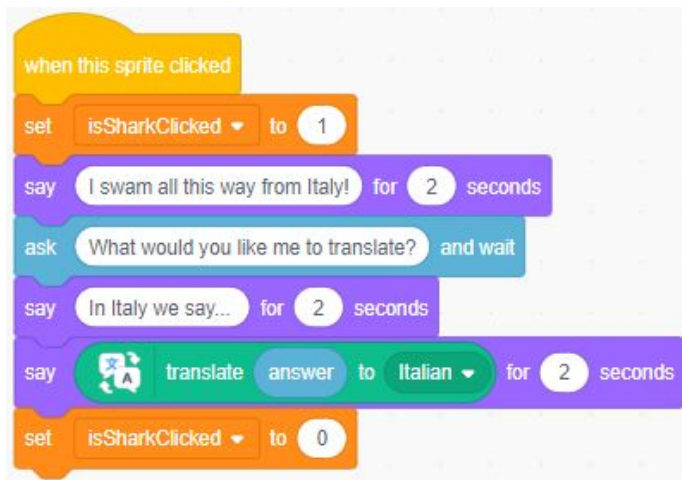 when this sprite clicked
set isSharkClicked to 1
say I swam all this way from Italy! for 2 seconds
ask What would you like me to translate? and wait
say In Italy we say... for 2 seconds
say 文 A translate answer to Italian for 2 seconds
set isSharkClicked to 0